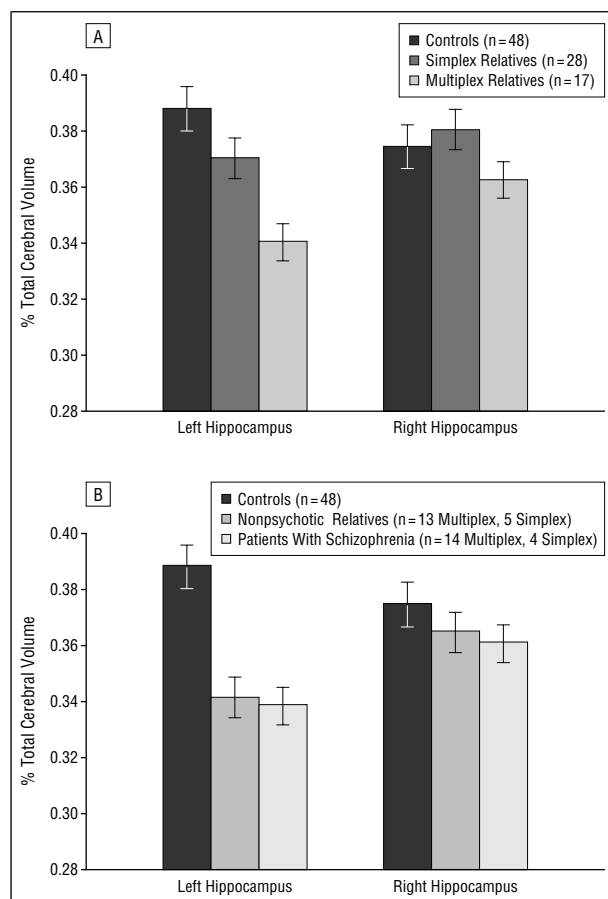 A
Controls (n=48)
Simplex Relatives (n=28)
Multiplex Relatives (n=17)
0.40
0.38
0.36
0.34
0.32
0.30
0.28
% Total Cerebral Volume
Left Hippocampus
Right Hippocampus
B
Controls (n=48)
Nonpsychotic Relatives (n=13 Multiplex, 5 Simplex)
Patients With Schizophrenia (n=14 Multiplex, 4 Simplex)
0.40
0.38
0.36
0.34
0.32
0.30
0.28
% Total Cerebral Volume
Left Hippocampus
Right Hippocampus